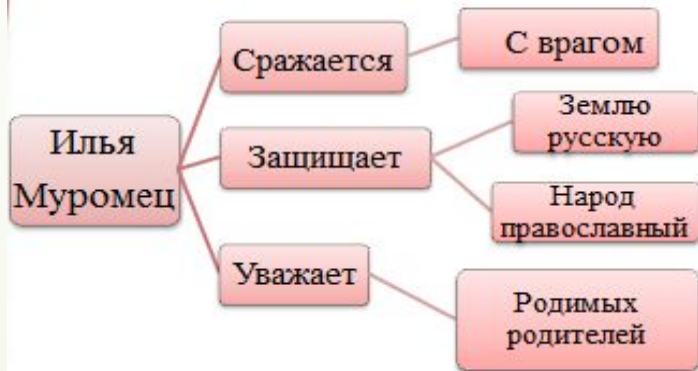 Илья
Муромец
Сражается
С врагом
Защищает
Землю
русскую
Народ
православный
Уважает
Родимых
родителей